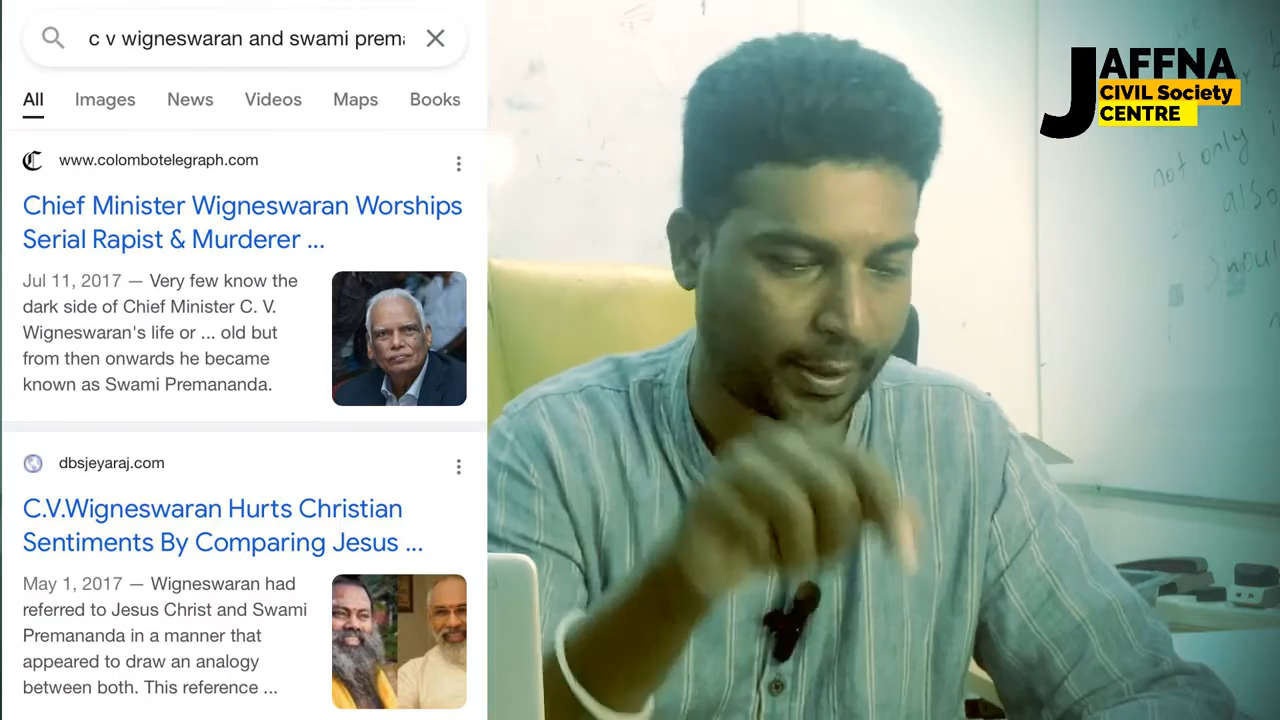 c v wigneswaran and swami prem
All Images News Videos Maps Books
www.colombotelegraph.com
Chief Minister Wigneswaran Worships
Serial Rapist & Murderer ...
Jul 11, 2017 — Very few know the
dark side of Chief Minister C. V.
Wigneswaran's life or ... old but
from then onwards he became
known as Swami Premananda.
dbsjeyaraj.com
C.V.Wigneswaran Hurts Christian
Sentiments By Comparing Jesus ...
May 1, 2017 — Wigneswaran had
referred to Jesus Christ and Swami
Premananda in a manner that
appeared to draw an analogy
between both. This reference ...
JAFFNA
CIVIL Society
CENTRE
not only
also